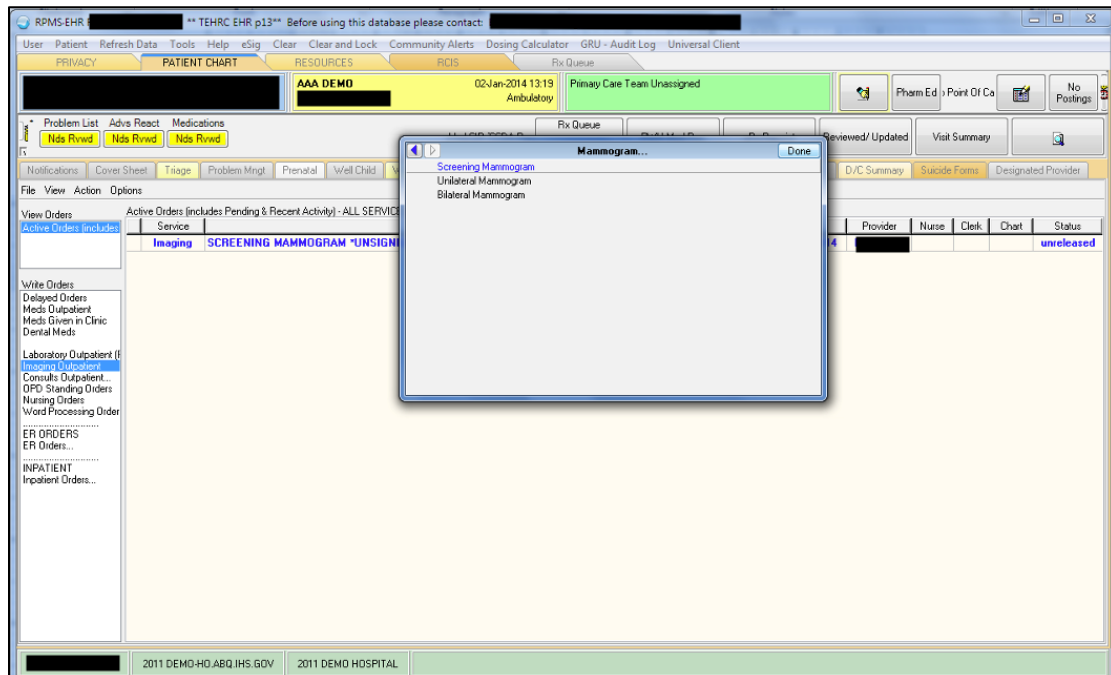 RPMS-EHR ** TEHRC EHR p13** Before using this database please contact:
User Patient Refresh Data Tools Help eSig Clear Clear and Lock Community Alerts Dosing Calculator GRU - Audit Log Universal Client
PRIVACY PATIENT CHART RESOURCES RCIS Rx Queue
AAA DEMO 02-Jan-2014 13:19 Primary Care Team Unassigned
Ambulatory
Pharm Ed Point Of Ca No Postings
Problem List Advs React Medications Rx Queue
Nds Rvwd Nds Rvwd Nds Rvwd Reviewed/ Updated Visit Summary
Notifications Cover Sheet Triage Problem Mngt Prenatal Well Child D/C Summary Suicide Forms Designated Provider
File View Action Options
View Orders
Active Orders (includes
Active Orders (includes Pending & Recent Activity) - ALL SERVICE
Service Provider Nurse Clerk Chart Status
Imaging SCREENING MAMMOGRAM *UNSIGN 4 unreleased
Mammogram... Done
Screening Mammogram
Unilateral Mammogram
Bilateral Mammogram
Write Orders
Delayed Orders
Meds Outpatient
Meds Given in Clinic
Dental Meds
Laboratory Outpatient (
Imaging Outpatient
Consults Outpatient...
OPD Standing Orders
Nursing Orders
Word Processing Order
ER ORDERS
ER Orders...
INPATIENT
Inpatient Orders...
2011 DEMO-HO.ABQ.IHS.GOV 2011 DEMO HOSPITAL